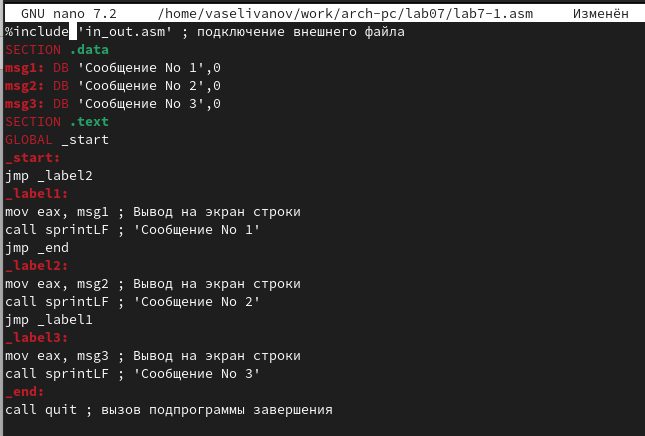 GNU nano 7.2 /home/vaselivanov/work/arch-pc/lab07/lab7-1.asm Изменён
%include 'in_out.asm' ; подключение внешнего файла
SECTION .data
msg1: DB 'Сообщение No 1',0
msg2: DB 'Сообщение No 2',0
msg3: DB 'Сообщение No 3',0
SECTION .text
GLOBAL _start
_start:
jmp _label2
_label1:
mov eax, msg1 ; Вывод на экран строки
call sprintLF ; 'Сообщение No 1'
jmp _end
_label2:
mov eax, msg2 ; Вывод на экран строки
call sprintLF ; 'Сообщение No 2'
jmp _label1
_label3:
mov eax, msg3 ; Вывод на экран строки
call sprintLF ; 'Сообщение No 3'
_end:
call quit ; вызов подпрограммы завершения